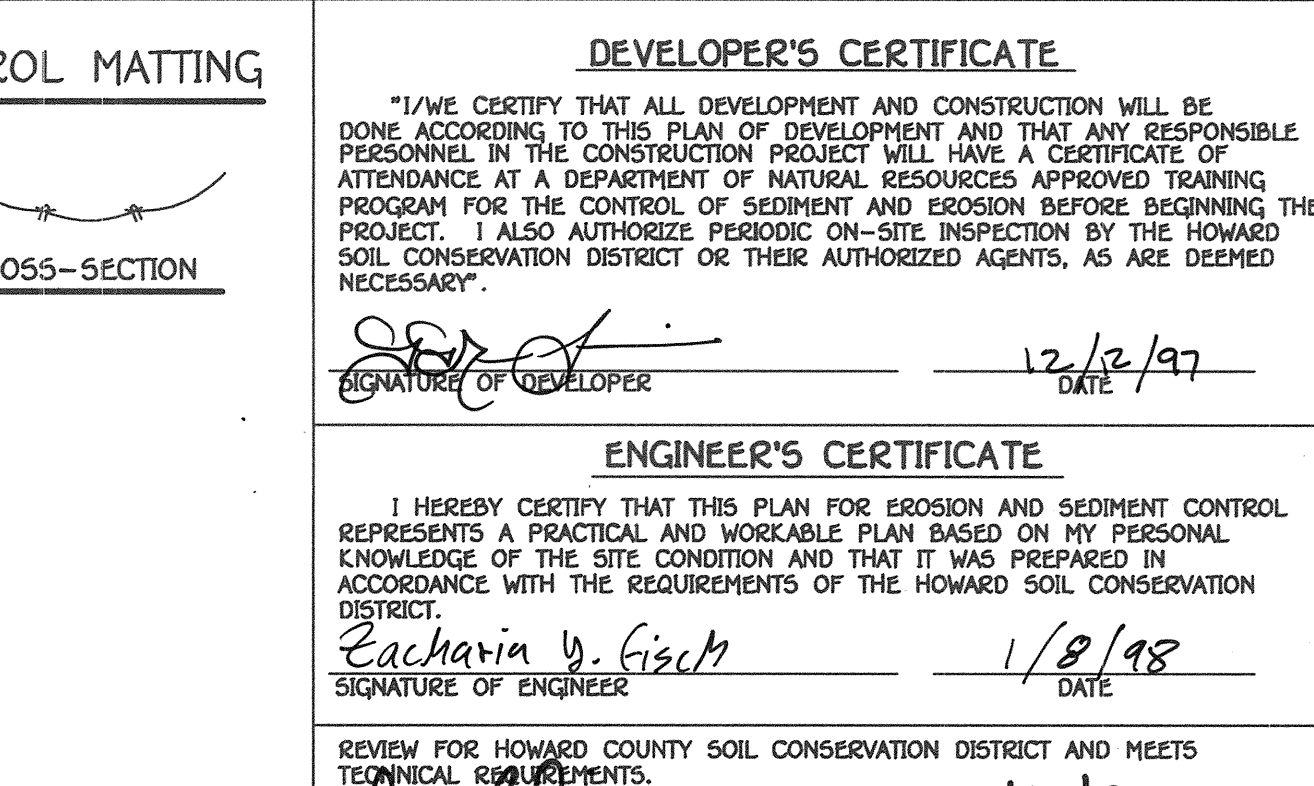 ROL MATTING
OSS-SECTION
DEVELOPER'S CERTIFICATE
"I/WE CERTIFY THAT ALL DEVELOPMENT AND CONSTRUCTION WILL BE
DONE ACCORDING TO THIS PLAN OF DEVELOPMENT AND THAT ANY RESPONSIBLE
PERSONNEL IN THE CONSTRUCTION PROJECT WILL HAVE A CERTIFICATE OF
ATTENDANCE AT A DEPARTMENT OF NATURAL RESOURCES APPROVED TRAINING
PROGRAM FOR THE CONTROL OF SEDIMENT AND EROSION BEFORE BEGINNING THE
PROJECT. I ALSO AUTHORIZE PERIODIC ON-SITE INSPECTION BY THE HOWARD
SOIL CONSERVATION DISTRICT OR THEIR AUTHORIZED AGENTS, AS ARE DEEMED
NECESSARY".
12/12/97
SIGNATURE OF DEVELOPER DATE
ENGINEER'S CERTIFICATE
I HEREBY CERTIFY THAT THIS PLAN FOR EROSION AND SEDIMENT CONTROL
REPRESENTS A PRACTICAL AND WORKABLE PLAN BASED ON MY PERSONAL
KNOWLEDGE OF THE SITE CONDITION AND THAT IT WAS PREPARED IN
ACCORDANCE WITH THE REQUIREMENTS OF THE HOWARD SOIL CONSERVATION
DISTRICT.
Zacharia Y. Fisch 1/8/98
SIGNATURE OF ENGINEER DATE
REVIEW FOR HOWARD COUNTY SOIL CONSERVATION DISTRICT AND MEETS
TECHNICAL REQUIREMENTS.